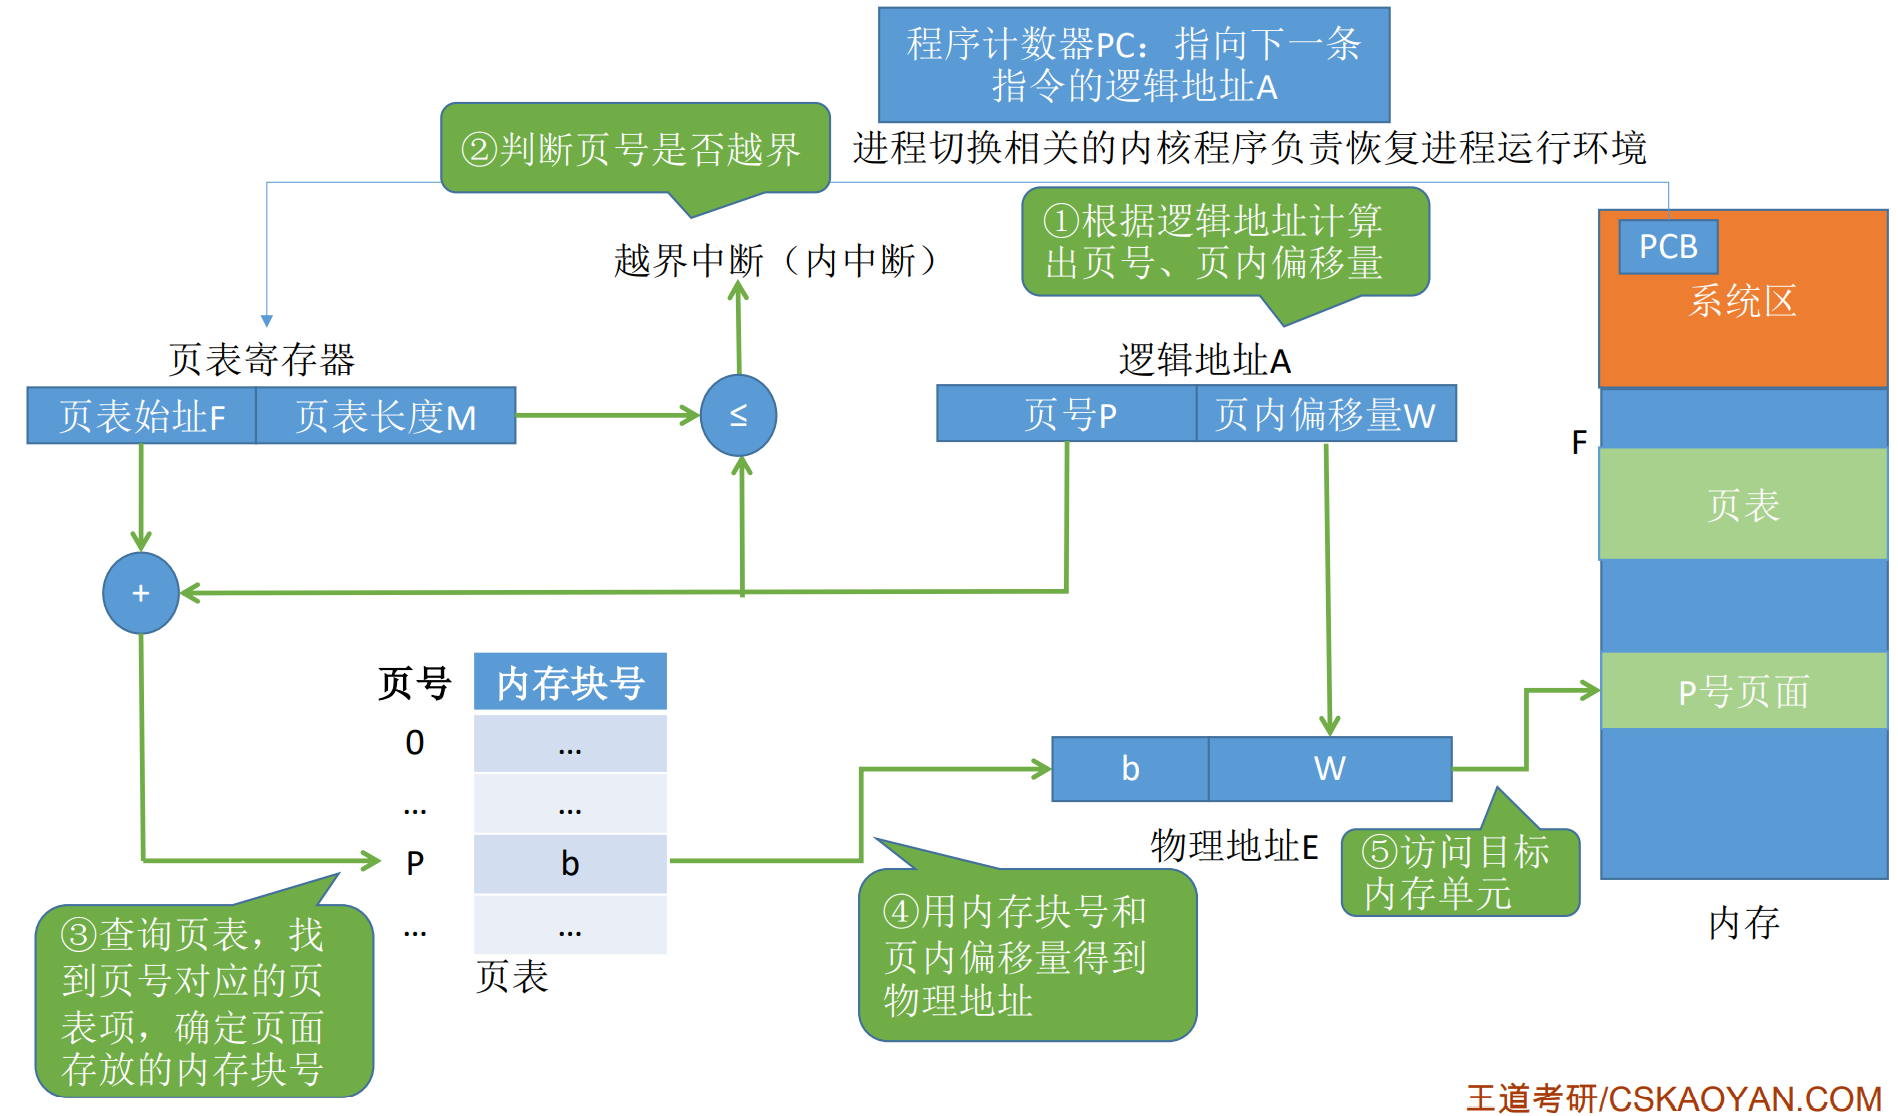 程序计数器PC：指向下一条
指令的逻辑地址A
②判断页号是否越界
进程切换相关的内核程序负责恢复进程运行环境
①根据逻辑地址计算
出页号、页内偏移量
PCB
系统区
越界中断（内中断）
页表寄存器
逻辑地址A
页表始址F
页表长度M
≤
页号P
页内偏移量W
F
页表
+
页号
内存块号
0
…
…
…
P
b
…
…
页表
P号页面
b
W
物理地址E
⑤访问目标
内存单元
③查询页表，找
到页号对应的页
表项，确定页面
存放的内存块号
④用内存块号和
页内偏移量得到
物理地址
内存
王道考研/CSKAOYAN.COM